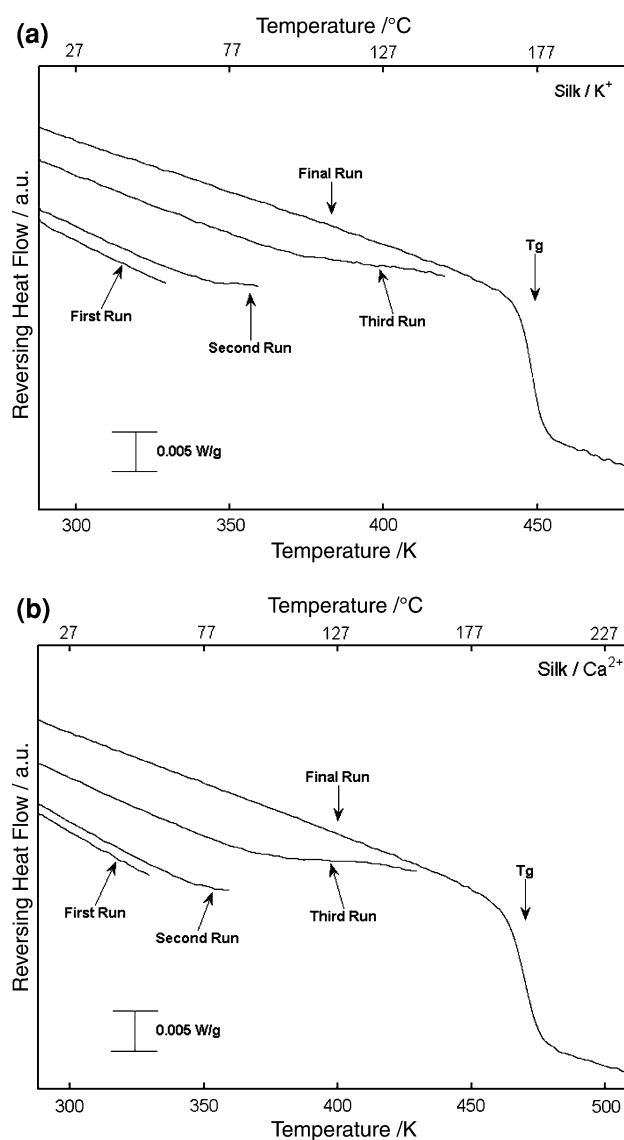 (a)
Temperature /°C
27 77 127 177
Silk / K⁺
Final Run
Tg
First Run
Second Run
Third Run
0.005 W/g
Reversing Heat Flow / a.u.
300 350 400 450
Temperature /K
(b)
Temperature /°C
27 77 127 177 227
Silk / Ca²⁺
Final Run
Tg
First Run
Second Run
Third Run
0.005 W/g
Reversing Heat Flow / a.u.
300 350 400 450 500
Temperature /K